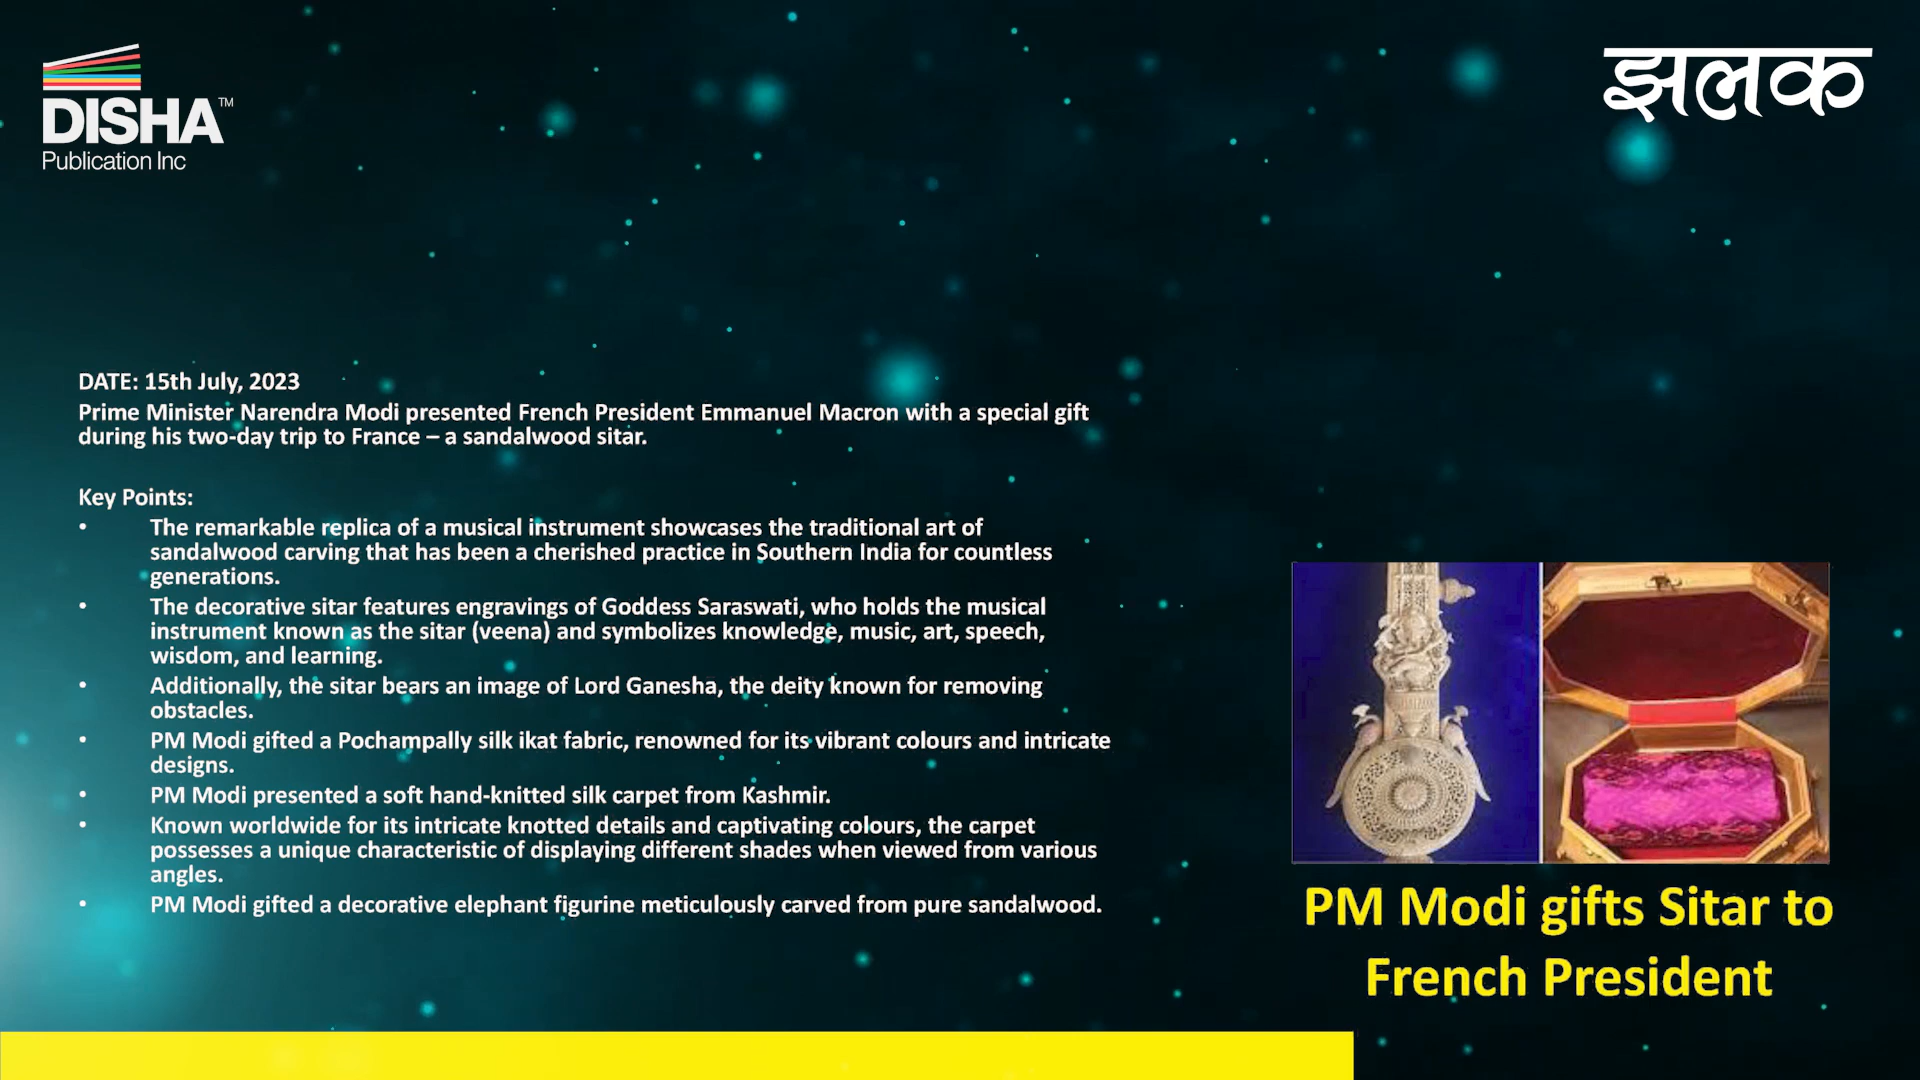 DISHA™
Publication Inc
झलक
DATE: 15th July, 2023
Prime Minister Narendra Modi presented French President Emmanuel Macron with a special gift
during his two-day trip to France – a sandalwood sitar.
Key Points:
• The remarkable replica of a musical instrument showcases the traditional art of
sandalwood carving that has been a cherished practice in Southern India for countless
generations.
• The decorative sitar features engravings of Goddess Saraswati, who holds the musical
instrument known as the sitar (veena) and symbolizes knowledge, music, art, speech,
wisdom, and learning.
• Additionally, the sitar bears an image of Lord Ganesha, the deity known for removing
obstacles.
• PM Modi gifted a Pochampally silk ikat fabric, renowned for its vibrant colours and intricate
designs.
• PM Modi presented a soft hand-knitted silk carpet from Kashmir.
• Known worldwide for its intricate knotted details and captivating colours, the carpet
possesses a unique characteristic of displaying different shades when viewed from various
angles.
• PM Modi gifted a decorative elephant figurine meticulously carved from pure sandalwood.
PM Modi gifts Sitar to
French President